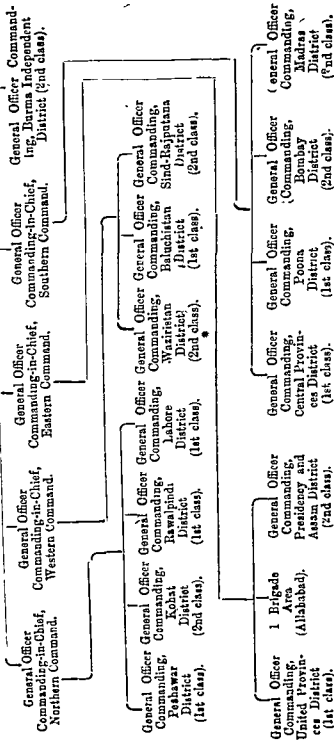 General Officer
Commanding-in-Chief,
Northern Command.
General Officer
Commanding-in-Chief,
Western Command.
General Officer
Commanding-in-Chief,
Eastern Command.
General Officer
Commanding-in-Chief,
Southern Command.
General Officer Command-
ing, Burma Independent
District (2nd class).
General Officer
Commanding,
Peshawar
District
(1st class).
General Officer
Commanding,
Kohat
District
(2nd class).
General Officer
Commanding,
Rawalpindi
District
(1st class).
General Officer
Commanding,
Lahore
District
(1st class).
General Officer
Commanding,
Waziristan
District
(2nd class).
General Officer
Commanding,
Baluchistan
District
(1st class).
General Officer
Commanding,
Sind-Rajputana
District
(2nd class).
General Officer
Commanding,
United Provin-
ces District
(1st class).
1 Brigade
Area
(Allahabad).
General Officer
Commanding,
Presidency and
Assam District
(2nd class).
General Officer
Commanding,
Central Provin-
ces District
(1st class).
General Officer
Commanding,
Poona
District
(1st class).
General Officer
Commanding,
Bombay
District
(2nd class).
General Officer
Commanding,
Madras
District
(2nd class).